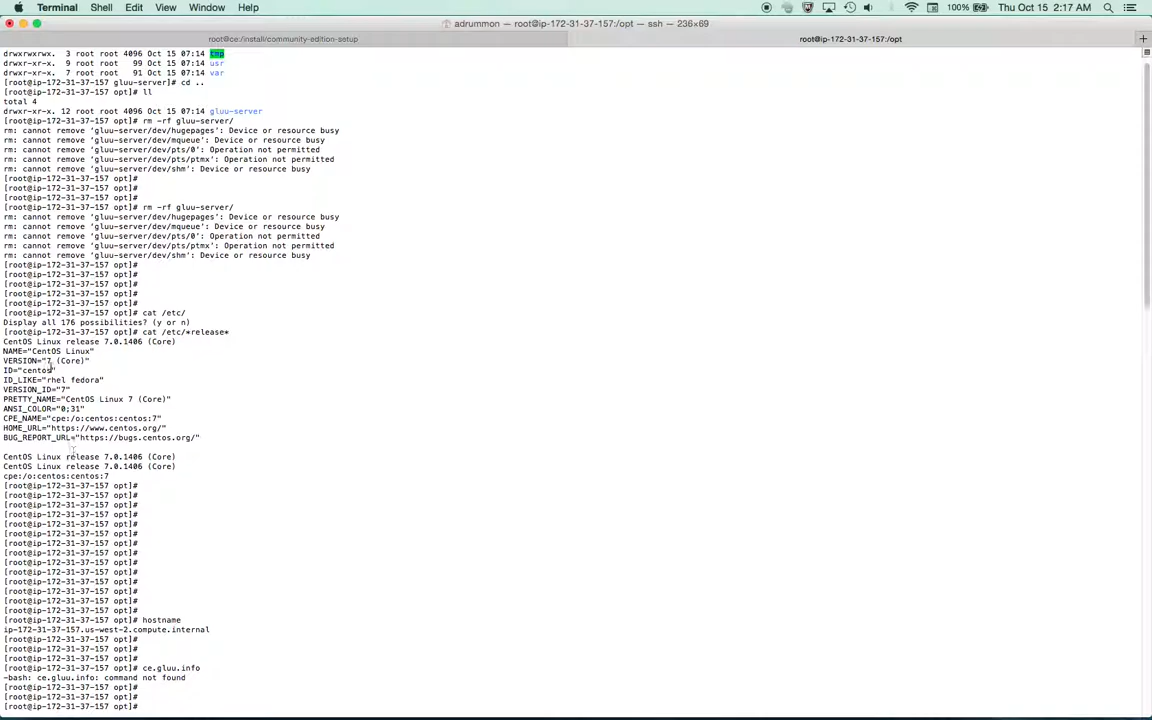 Terminal Shell Edit View Window Help 100% Thu Oct 15 2:17 AM
adrummon — root@ip-172-31-37-157:/opt — ssh — 236×69
root@ce:/install/community-edition-setup root@ip-172-31-37-157:/opt +
drwxrwxrwx. 3 root root 4096 Oct 15 07:14 tmp
drwxr-xr-x. 9 root root 99 Oct 15 07:14 usr
drwxr-xr-x. 7 root root 91 Oct 15 07:14 var
[root@ip-172-31-37-157 gluu-server]# cd ..
[root@ip-172-31-37-157 opt]# ll
total 4
drwxr-xr-x. 12 root root 4096 Oct 15 07:14 gluu-server
[root@ip-172-31-37-157 opt]# rm -rf gluu-server/
rm: cannot remove ‘gluu-server/dev/hugepages’: Device or resource busy
rm: cannot remove ‘gluu-server/dev/mqueue’: Device or resource busy
rm: cannot remove ‘gluu-server/dev/pts/0’: Operation not permitted
rm: cannot remove ‘gluu-server/dev/pts/ptmx’: Operation not permitted
rm: cannot remove ‘gluu-server/dev/shm’: Device or resource busy
[root@ip-172-31-37-157 opt]#
[root@ip-172-31-37-157 opt]#
[root@ip-172-31-37-157 opt]#
[root@ip-172-31-37-157 opt]# rm -rf gluu-server/
rm: cannot remove ‘gluu-server/dev/hugepages’: Device or resource busy
rm: cannot remove ‘gluu-server/dev/mqueue’: Device or resource busy
rm: cannot remove ‘gluu-server/dev/pts/0’: Operation not permitted
rm: cannot remove ‘gluu-server/dev/pts/ptmx’: Operation not permitted
rm: cannot remove ‘gluu-server/dev/shm’: Device or resource busy
[root@ip-172-31-37-157 opt]#
[root@ip-172-31-37-157 opt]#
[root@ip-172-31-37-157 opt]#
[root@ip-172-31-37-157 opt]#
[root@ip-172-31-37-157 opt]#
[root@ip-172-31-37-157 opt]# cat /etc/
Display all 176 possibilities? (y or n)
[root@ip-172-31-37-157 opt]# cat /etc/*release*
CentOS Linux release 7.0.1406 (Core)
NAME="CentOS Linux"
VERSION="7 (Core)"
ID="centos"
ID_LIKE="rhel fedora"
VERSION_ID="7"
PRETTY_NAME="CentOS Linux 7 (Core)"
ANSI_COLOR="0;31"
CPE_NAME="cpe:/o:centos:centos:7"
HOME_URL="https://www.centos.org/"
BUG_REPORT_URL="https://bugs.centos.org/"
CentOS Linux release 7.0.1406 (Core)
CentOS Linux release 7.0.1406 (Core)
cpe:/o:centos:centos:7
[root@ip-172-31-37-157 opt]#
[root@ip-172-31-37-157 opt]#
[root@ip-172-31-37-157 opt]#
[root@ip-172-31-37-157 opt]#
[root@ip-172-31-37-157 opt]#
[root@ip-172-31-37-157 opt]#
[root@ip-172-31-37-157 opt]#
[root@ip-172-31-37-157 opt]#
[root@ip-172-31-37-157 opt]#
[root@ip-172-31-37-157 opt]#
[root@ip-172-31-37-157 opt]#
[root@ip-172-31-37-157 opt]#
[root@ip-172-31-37-157 opt]#
[root@ip-172-31-37-157 opt]#
[root@ip-172-31-37-157 opt]# hostname
ip-172-31-37-157.us-west-2.compute.internal
[root@ip-172-31-37-157 opt]#
[root@ip-172-31-37-157 opt]#
[root@ip-172-31-37-157 opt]#
[root@ip-172-31-37-157 opt]# ce.gluu.info
-bash: ce.gluu.info: command not found
[root@ip-172-31-37-157 opt]#
[root@ip-172-31-37-157 opt]#
[root@ip-172-31-37-157 opt]#